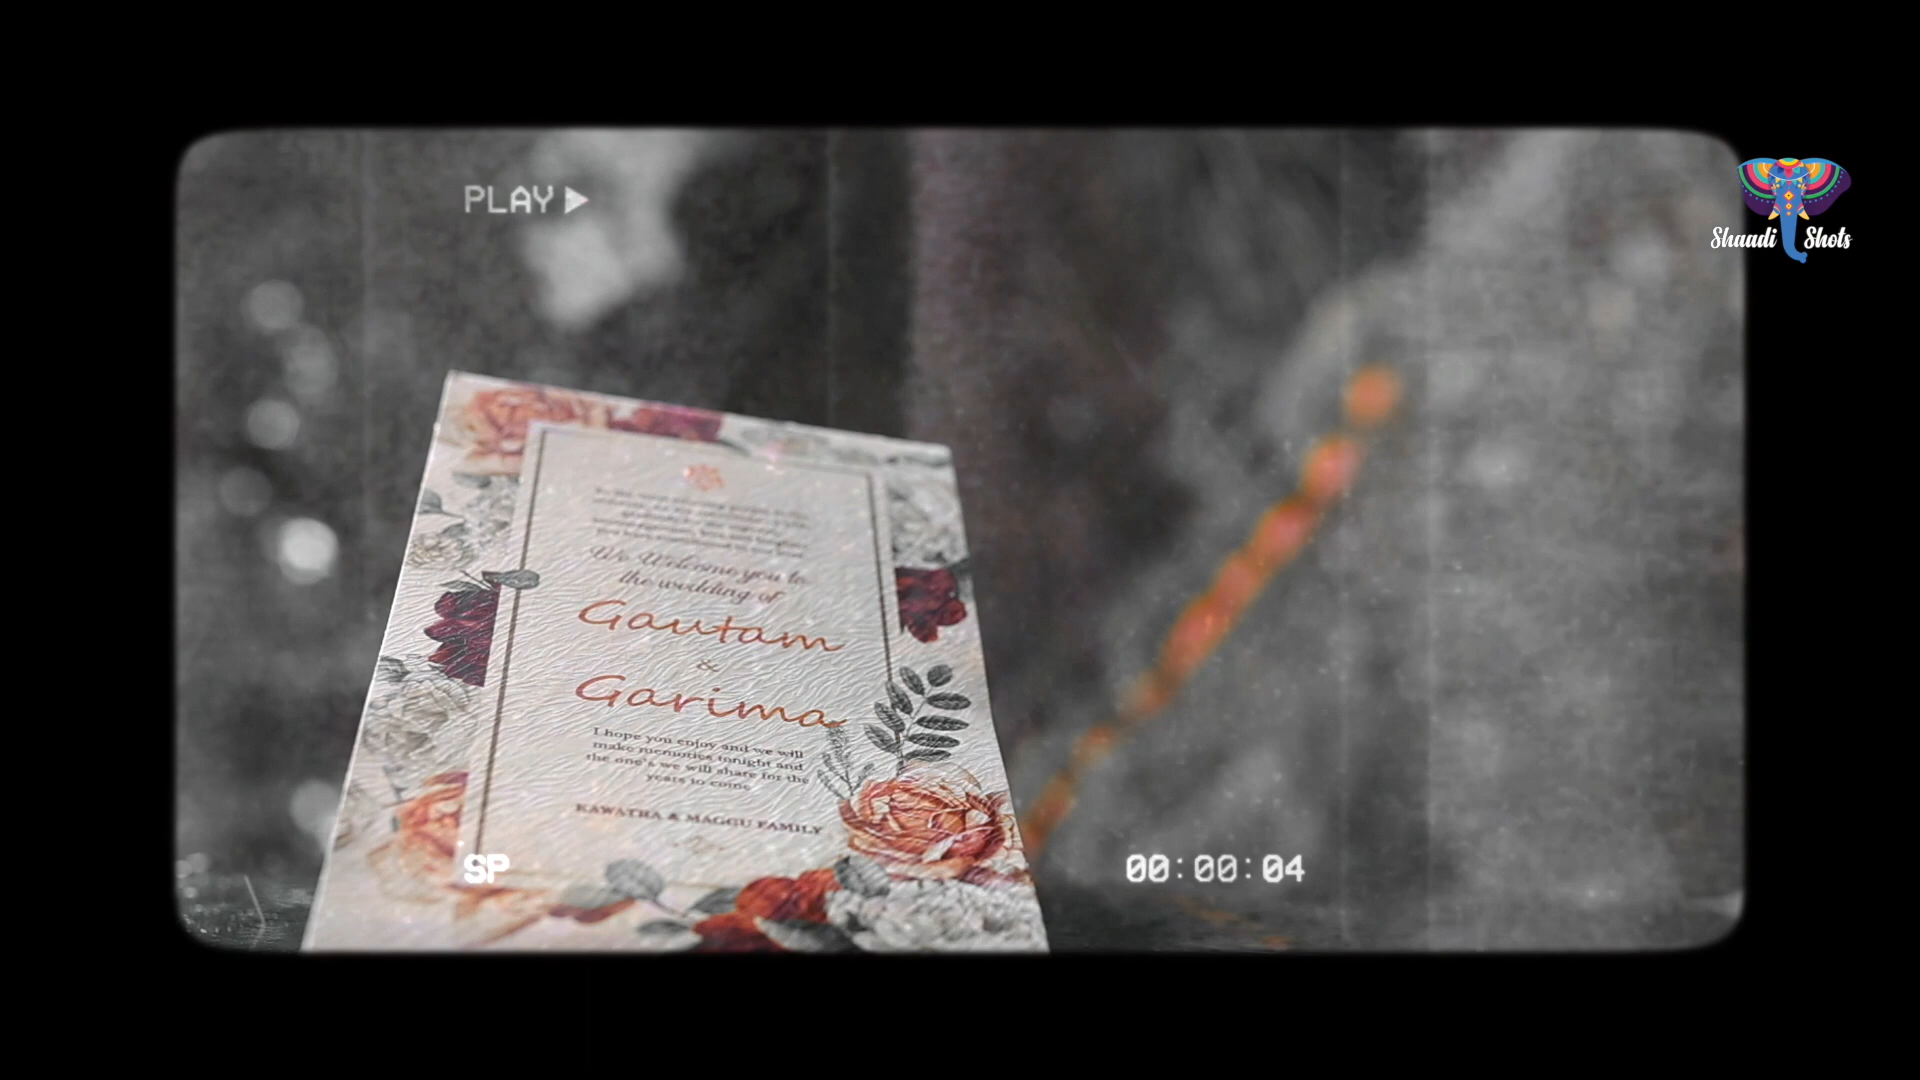 PLAY
Shaadi Shots
We Welcome you to
the wedding of
Gautam
&
Garima
I hope you enjoy and we will
make memories tonight and
the one's we will share for the
years to come
KAWATRA & MAGGU FAMILY
SP
00:00:04